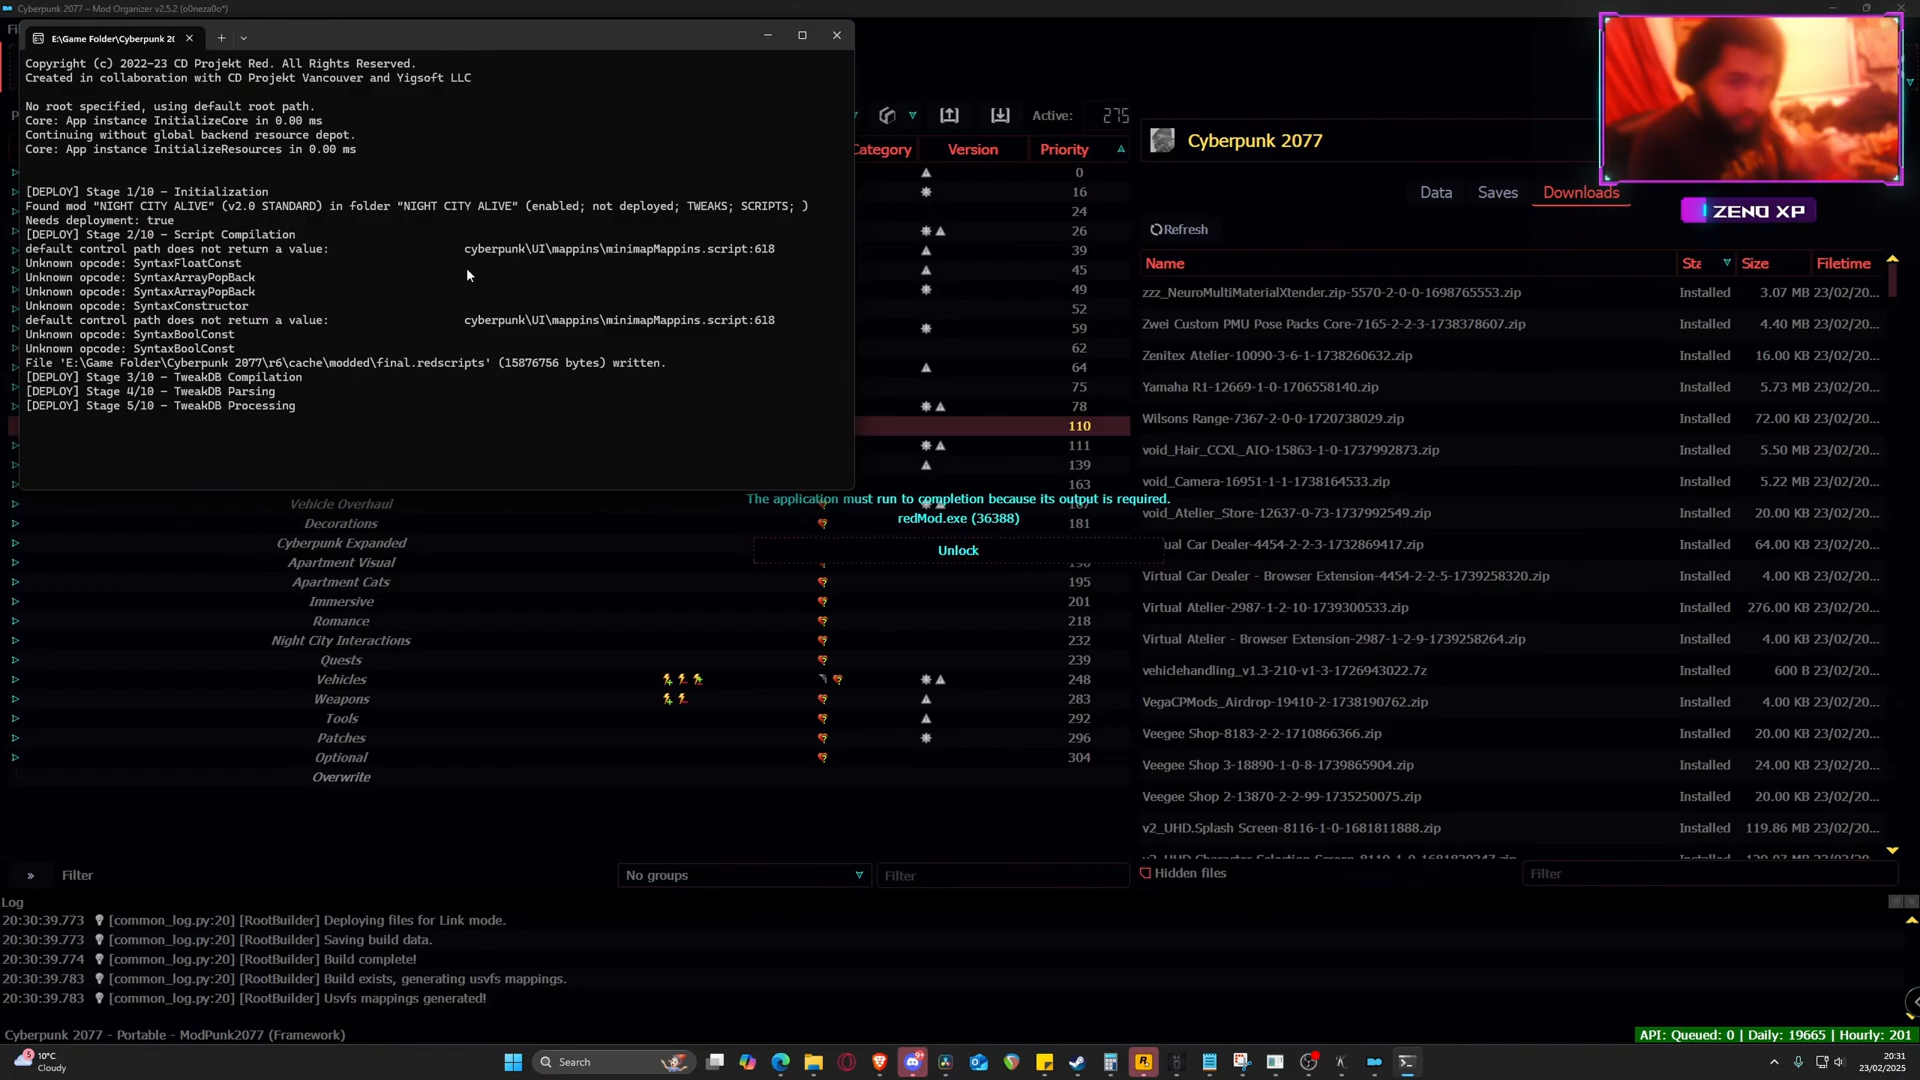 Cyberpunk 2077 – Mod Organizer v2.5.2 (o0neza0o*)
E:\Game Folder\Cyberpunk 20
Copyright (c) 2022-23 CD Projekt Red. All Rights Reserved.
Created in collaboration with CD Projekt Vancouver and Yigsoft LLC
No root specified, using default root path.
Core: App instance InitializeCore in 0.00 ms
Continuing without global backend resource depot.
Core: App instance InitializeResources in 0.00 ms
[DEPLOY] Stage 1/10 - Initialization
Found mod "NIGHT CITY ALIVE" (v2.0 STANDARD) in folder "NIGHT CITY ALIVE" (enabled; not deployed; TWEAKS; SCRIPTS; )
Needs deployment: true
[DEPLOY] Stage 2/10 - Script Compilation
default control path does not return a value: cyberpunk\UI\mappins\minimapMappins.script:618
Unknown opcode: SyntaxFloatConst
Unknown opcode: SyntaxArrayPopBack
Unknown opcode: SyntaxArrayPopBack
Unknown opcode: SyntaxConstructor
default control path does not return a value: cyberpunk\UI\mappins\minimapMappins.script:618
Unknown opcode: SyntaxBoolConst
Unknown opcode: SyntaxBoolConst
File 'E:\Game Folder\Cyberpunk 2077\r6\cache\modded\final.redscripts' (15876756 bytes) written.
[DEPLOY] Stage 3/10 - TweakDB Compilation
[DEPLOY] Stage 4/10 - TweakDB Parsing
[DEPLOY] Stage 5/10 - TweakDB Processing
Active: 275
Category Version Priority
0
16
24
26
39
45
49
52
59
62
64
75
78
110
111
139
163
Vehicle Overhaul
Decorations 181
Cyberpunk Expanded
Apartment Visual
Apartment Cats 195
Immersive 201
Romance 218
Night City Interactions 232
Quests 239
Vehicles 248
Weapons 283
Tools 292
Patches 296
Optional 304
Overwrite
The application must run to completion because its output is required.
redMod.exe (36388)
Unlock
Cyberpunk 2077
ZENO XP
Data Saves Downloads
Refresh
Name Sta Size Filetime
zzz_NeuroMultiMaterialXtender.zip-5570-2-0-0-1698765553.zip Installed 3.07 MB 23/02/20...
Zwei Custom PMU Pose Packs Core-7165-2-2-3-1738378607.zip Installed 4.40 MB 23/02/20...
Zenitex Atelier-10090-3-6-1-1738260632.zip Installed 16.00 KB 23/02/20...
Yamaha R1-12669-1-0-1706558140.zip Installed 5.73 MB 23/02/20...
Wilsons Range-7367-2-0-0-1720738029.zip Installed 72.00 KB 23/02/20...
void_Hair_CCXL_AIO-15863-1-0-1737992873.zip Installed 5.50 MB 23/02/20...
void_Camera-16951-1-1-1738164533.zip Installed 5.22 MB 23/02/20...
void_Atelier_Store-12637-0-73-1737992549.zip Installed 20.00 KB 23/02/20...
ual Car Dealer-4454-2-2-3-1732869417.zip Installed 64.00 KB 23/02/20...
Virtual Car Dealer - Browser Extension-4454-2-2-5-1739258320.zip Installed 4.00 KB 23/02/20...
Virtual Atelier-2987-1-2-10-1739300533.zip Installed 276.00 KB 23/02/20...
Virtual Atelier - Browser Extension-2987-1-2-9-1739258264.zip Installed 4.00 KB 23/02/20...
vehiclehandling_v1.3-210-v1-3-1726943022.7z Installed 600 B 23/02/20...
VegaCPMods_Airdrop-19410-2-1738190762.zip Installed 4.00 KB 23/02/20...
Veegee Shop-8183-2-2-1710866366.zip Installed 20.00 KB 23/02/20...
Veegee Shop 3-18890-1-0-8-1739865904.zip Installed 24.00 KB 23/02/20...
Veegee Shop 2-13870-2-2-99-1735250075.zip Installed 20.00 KB 23/02/20...
v2_UHD.Splash Screen-8116-1-0-1681811888.zip Installed 119.86 MB 23/02/20...
Filter
No groups
Filter
Hidden files
Filter
Log
20:30:39.773 [common_log.py:20] [RootBuilder] Deploying files for Link mode.
20:30:39.773 [common_log.py:20] [RootBuilder] Saving build data.
20:30:39.774 [common_log.py:20] [RootBuilder] Build complete!
20:30:39.783 [common_log.py:20] [RootBuilder] Build exists, generating usvfs mappings.
20:30:39.783 [common_log.py:20] [RootBuilder] Usvfs mappings generated!
Cyberpunk 2077 - Portable - ModPunk2077 (Framework)
API: Queued: 0 | Daily: 19665 | Hourly: 201
10°C
Cloudy
Search
20:31
23/02/2025